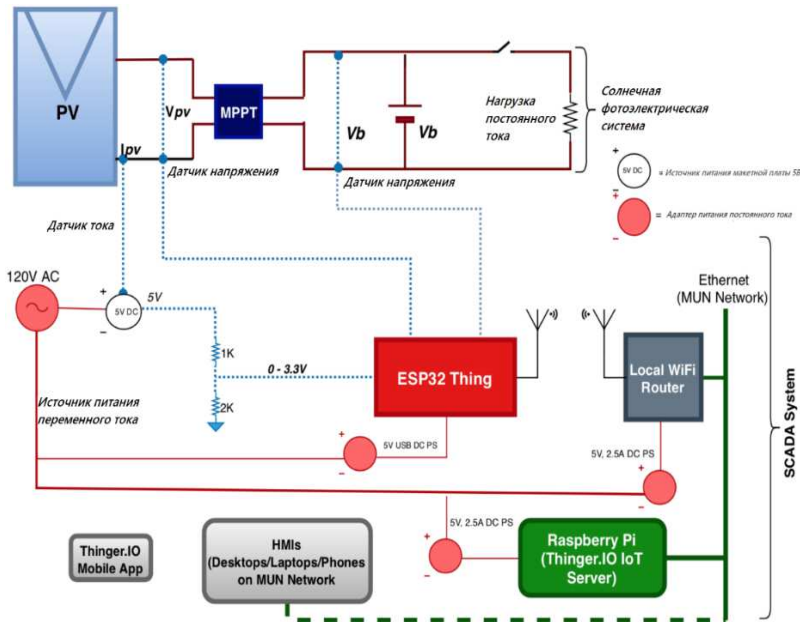 PV
V pv
I pv
MPPT
Vb
Vb
Нагрузка
постоянного
тока
Солнечная
фотоэлектрическая
система
Датчик напряжения
Датчик напряжения
Датчик тока
+
5V DC
−
= Источник питания макетной платы 5В
+
−
= Адаптер питания постоянного тока
120V AC
+
5V DC
−
5V
1K
2K
0 - 3.3V
ESP32 Thing
Local WiFi
Router
Ethernet
(MUN Network)
SCADA System
Источник питания
переменного тока
+
−
5V USB DC PS
5V, 2.5A DC PS
+
−
5V, 2.5A DC PS
+
−
Thinger.IO
Mobile App
HMIs
(Desktops/Laptops/Phones
on MUN Network)
Raspberry Pi
(Thinger.IO IoT
Server)